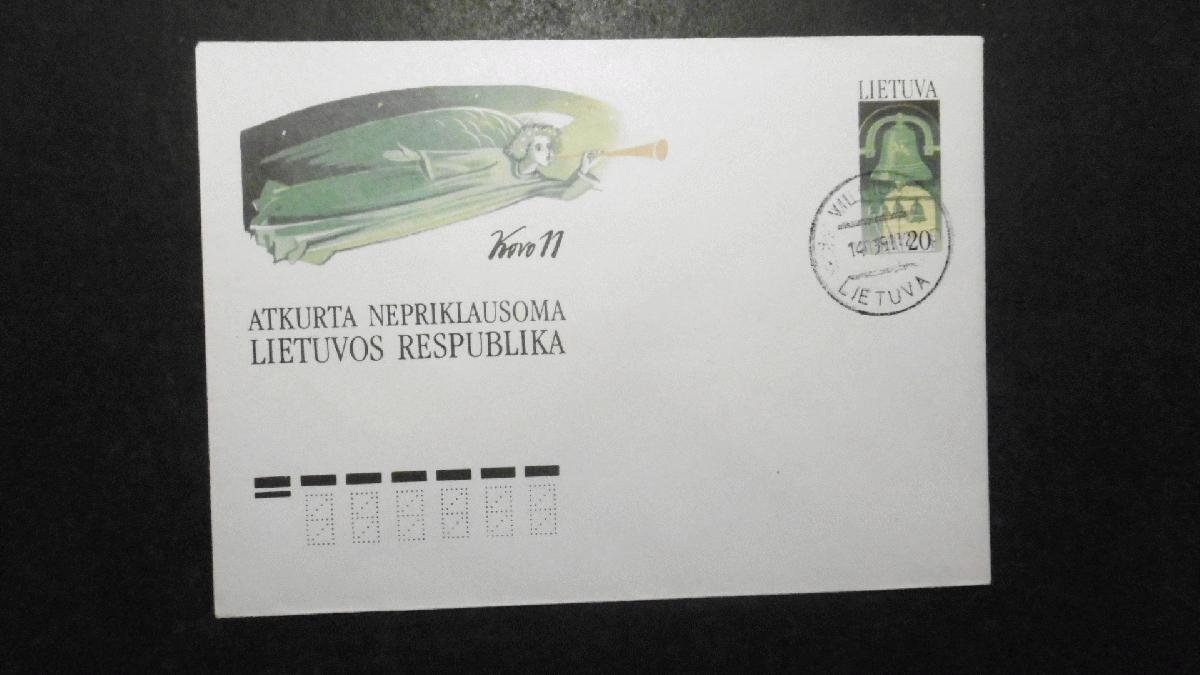 LIETUVA
20
LIETUVA
Kovo 11
ATKURTA NEPRIKLAUSOMA
LIETUVOS RESPUBLIKA